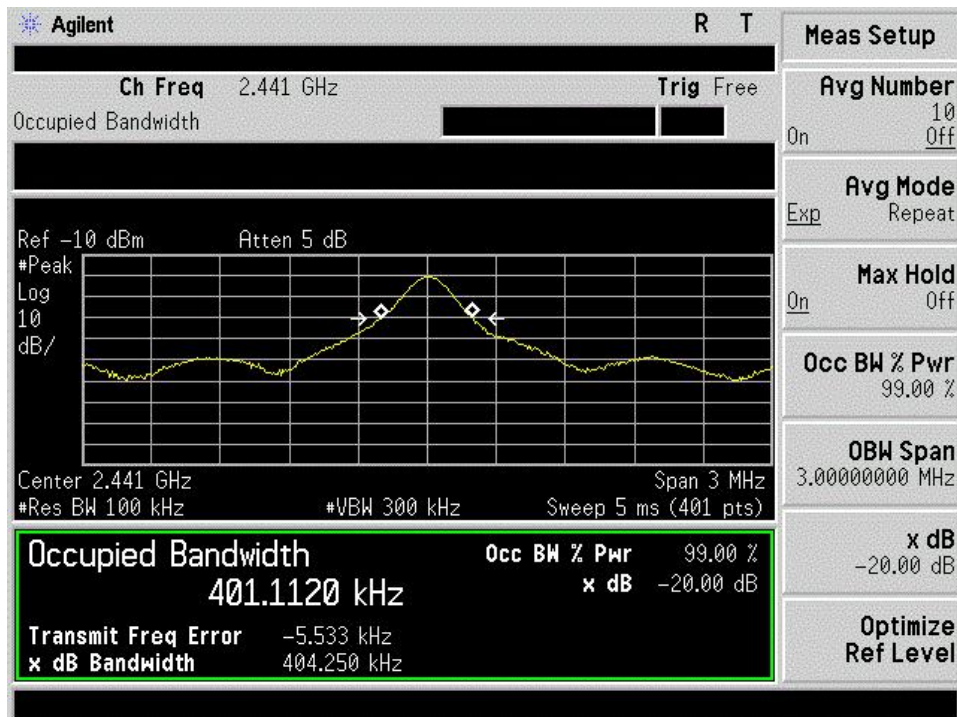 Agilent
R T
Ch Freq 2.441 GHz Trig Free
Occupied Bandwidth
Ref -10 dBm Atten 5 dB
#Peak
Log
10
dB/
Center 2.441 GHz Span 3 MHz
#Res BW 100 kHz #VBW 300 kHz Sweep 5 ms (401 pts)
Occupied Bandwidth
401.1120 kHz
Occ BW % Pwr 99.00 %
x dB -20.00 dB
Transmit Freq Error -5.533 kHz
x dB Bandwidth 404.250 kHz
Meas Setup
Avg Number
10
On Off
Avg Mode
Exp Repeat
Max Hold
On Off
Occ BW % Pwr
99.00 %
OBW Span
3.00000000 MHz
x dB
-20.00 dB
Optimize
Ref Level